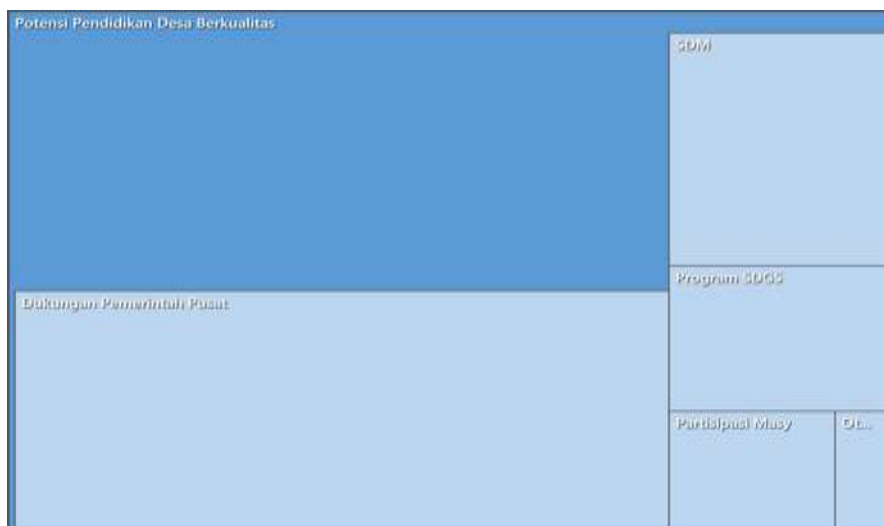 Potensi Pendidikan Desa Berkualitas
SDM
Program SDGS
Dukungan Pemerintah Pusat
Partisipasi Masy
Ot...